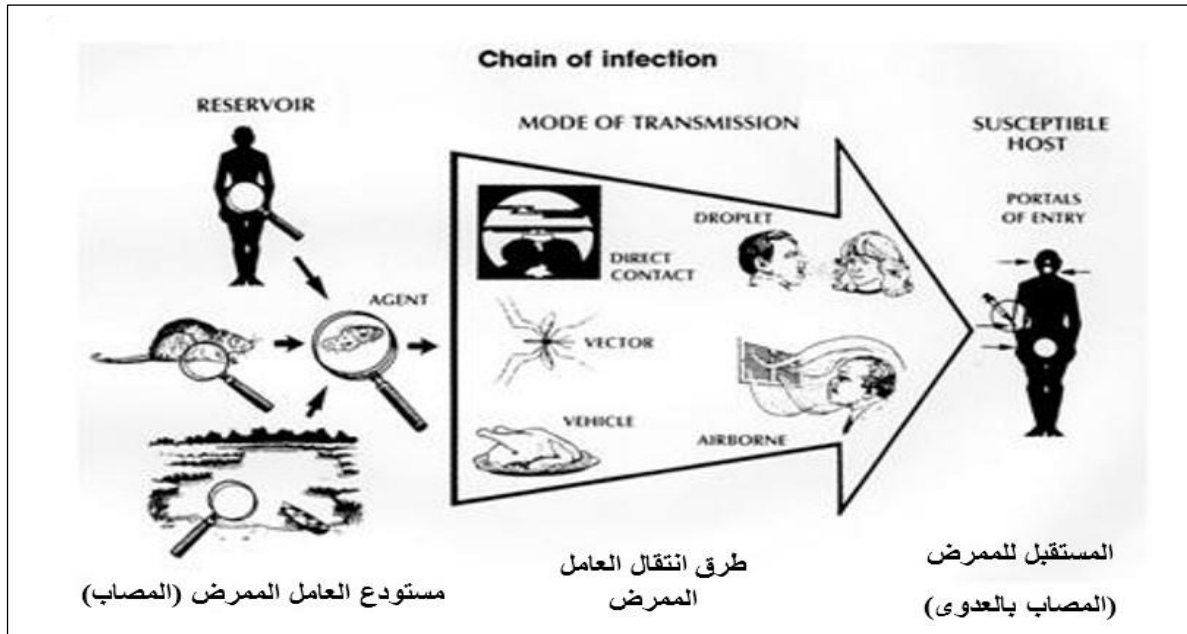 Chain of infection
RESERVOIR
MODE OF TRANSMISSION
SUSCEPTIBLE
HOST
PORTALS
OF ENTRY
AGENT
DIRECT
CONTACT
DROPLET
VECTOR
VEHICLE
AIRBORNE
مستودع العامل الممرض (المصاب)
طرق انتقال العامل
الممرض
المستقبل للممرض
(المصاب بالعدوى)